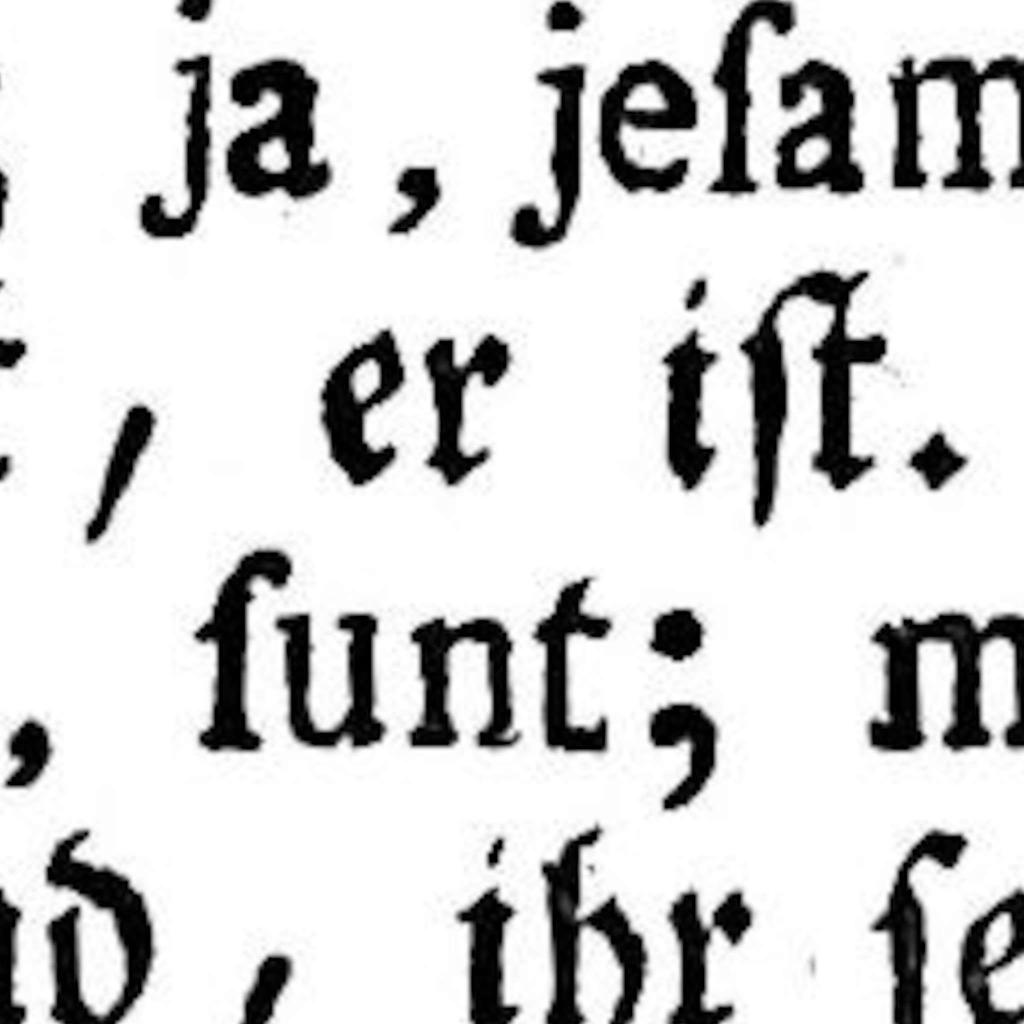 ja, jeſam
, er iſt.
, ſunt; m
, ihr ſe